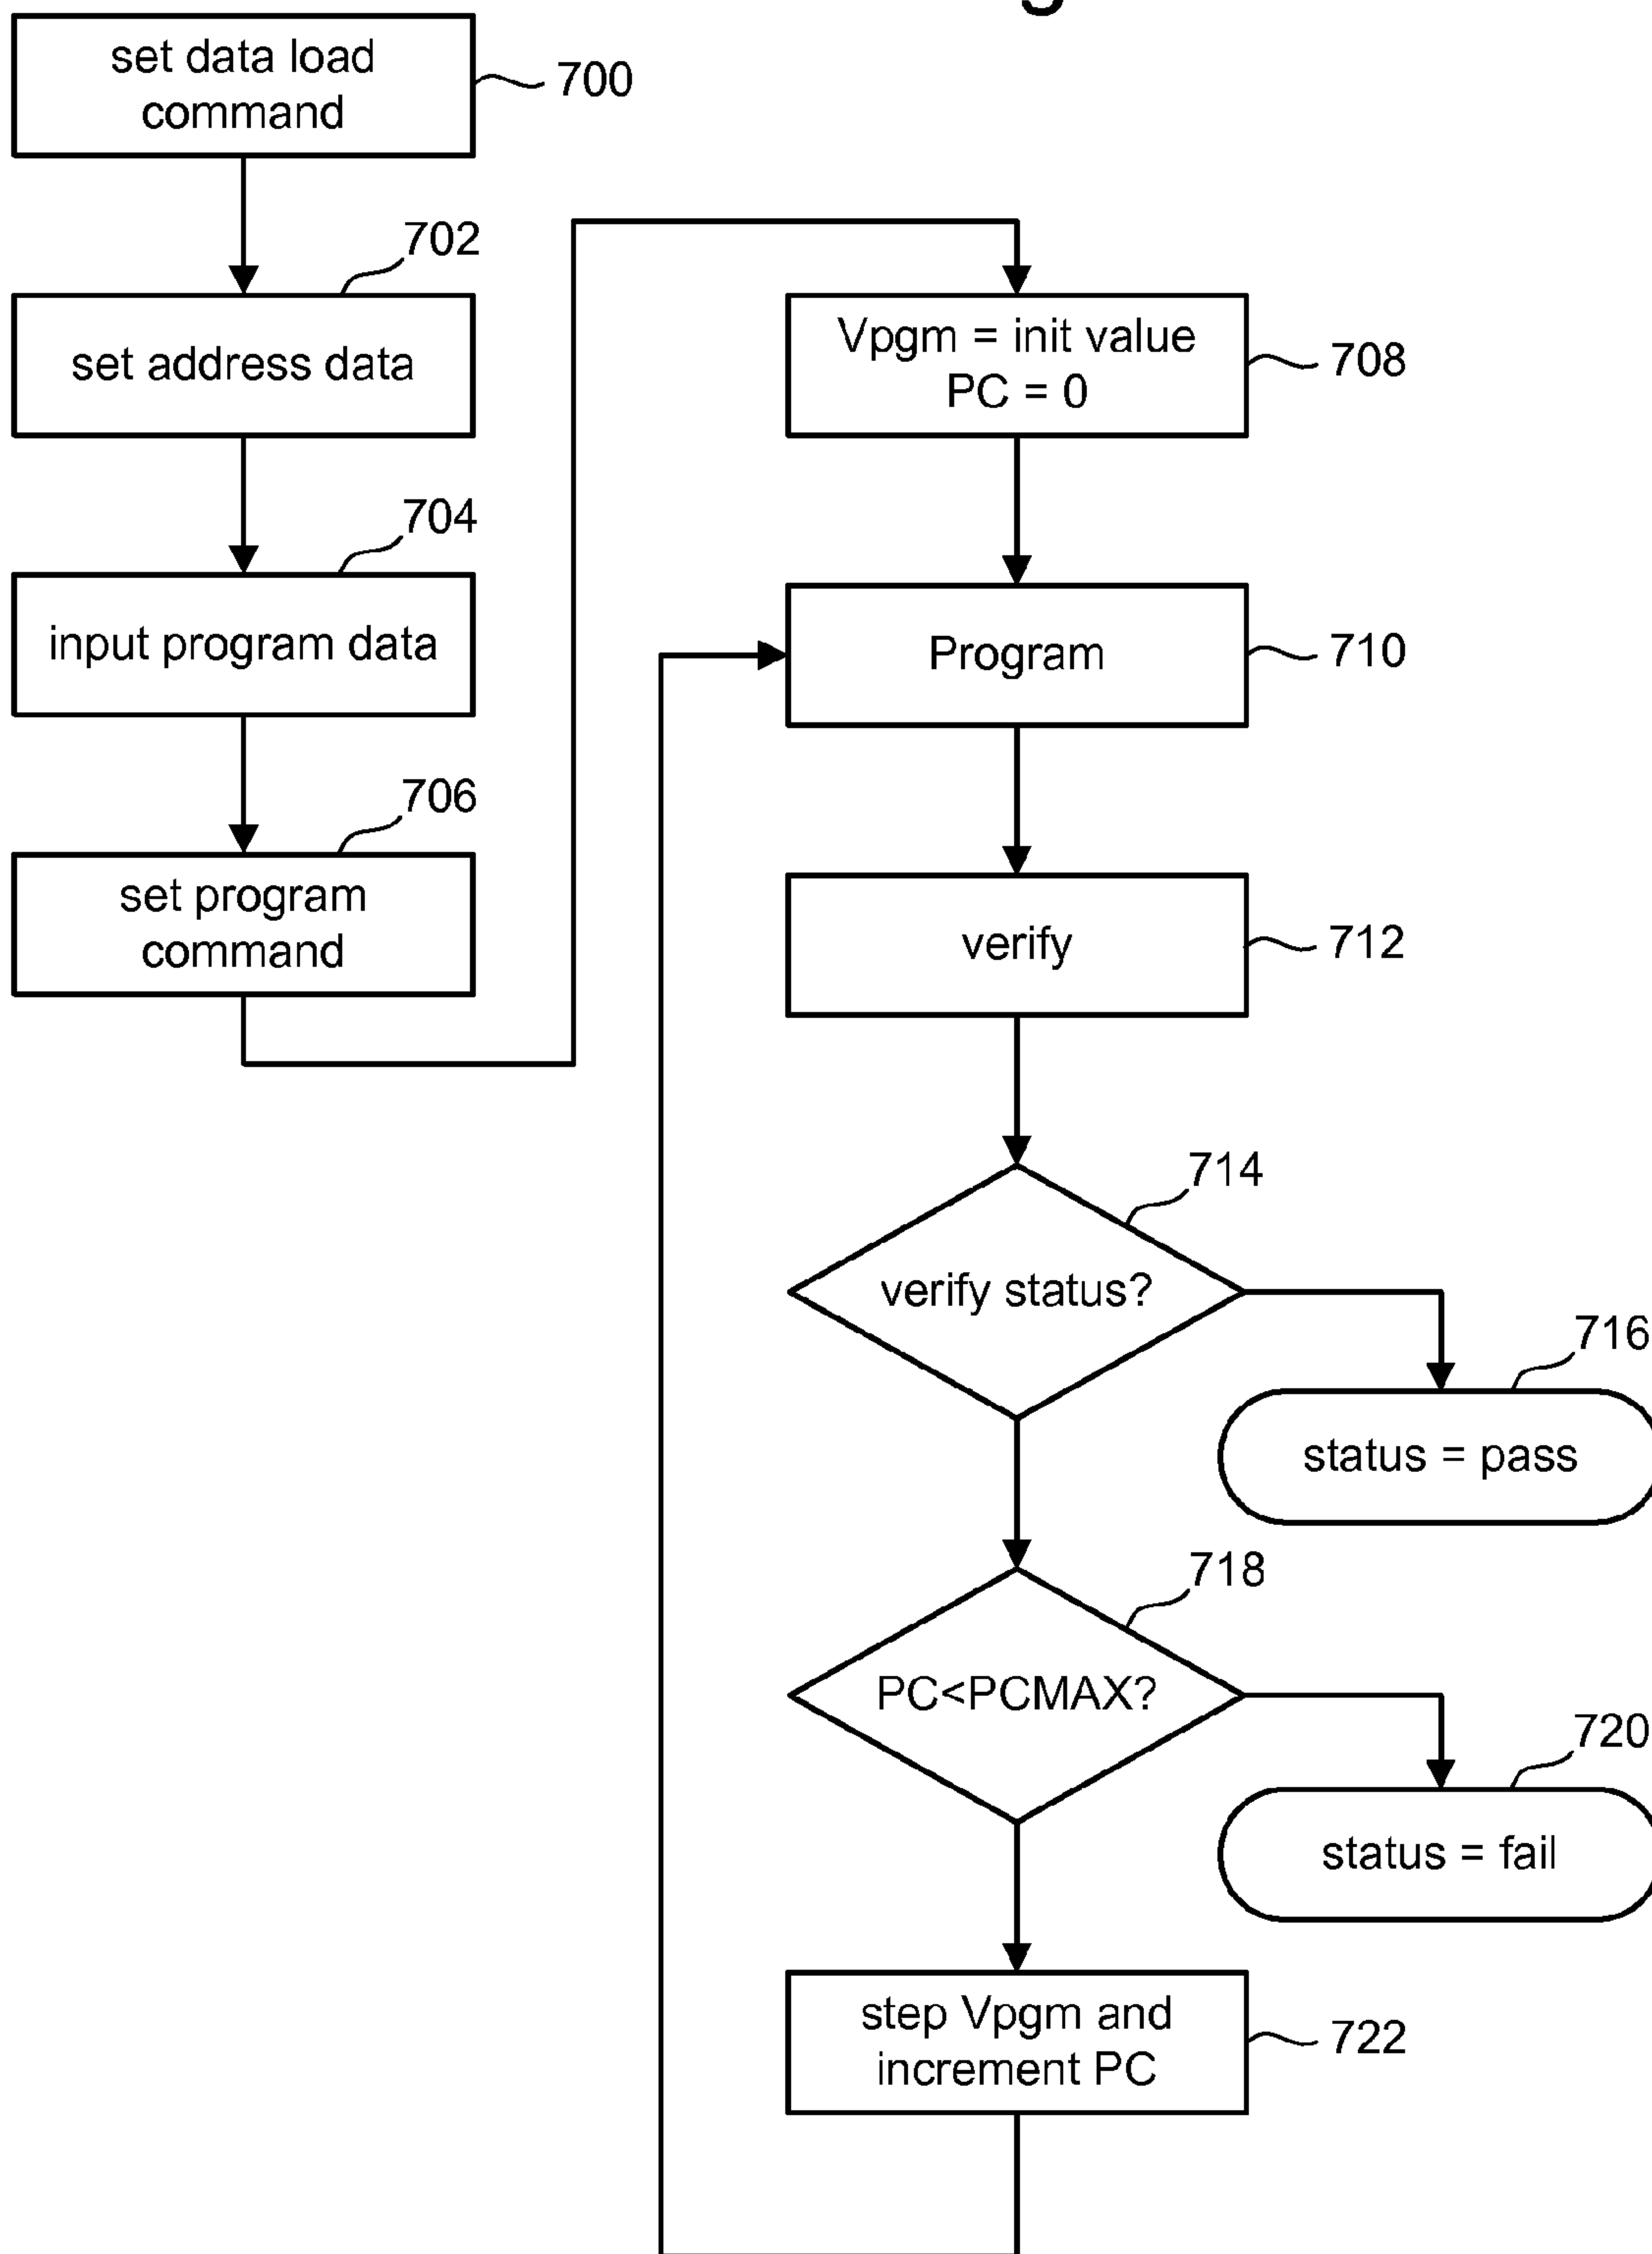 set data load
command
700
702
set address data
704
input program data
706
set program
command
Vpgm = init value
PC = 0
708
Program
710
verify
712
714
verify status?
716
status = pass
718
PC<PCMAX?
720
status = fail
step Vpgm and
increment PC
722